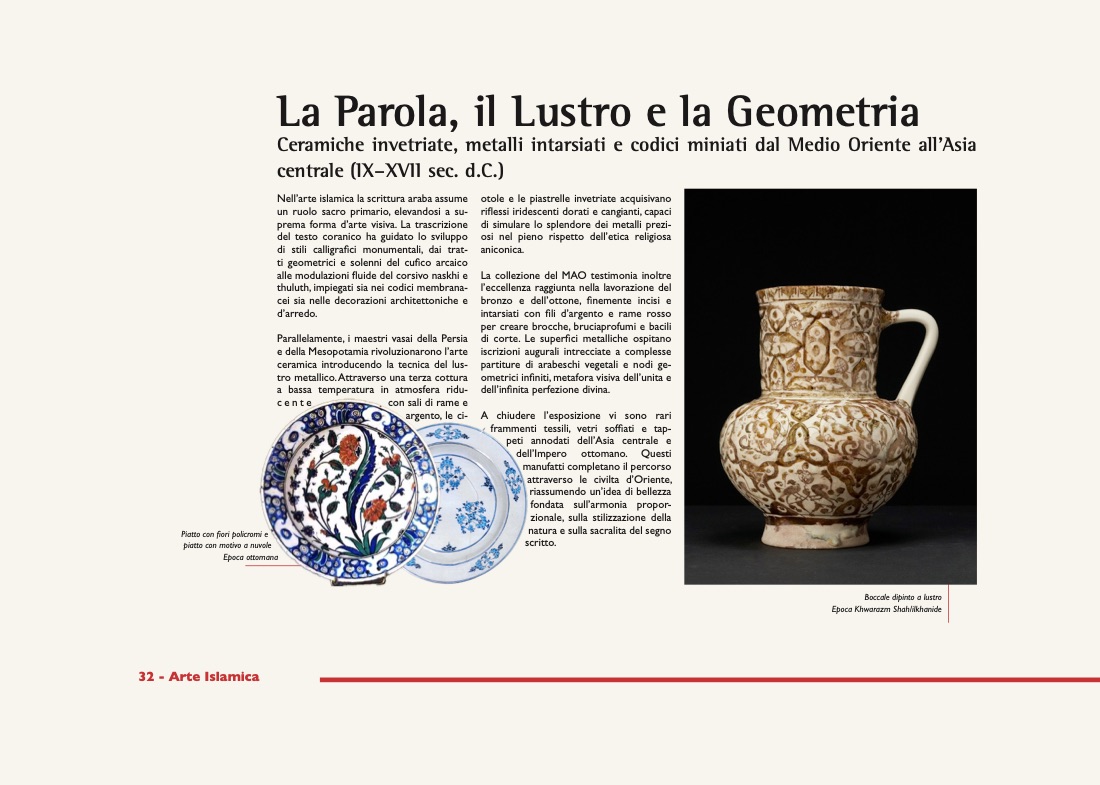 La Parola, il Lustro e la Geometria
Ceramiche invetriate, metalli intarsiati e codici miniati dal Medio Oriente all’Asia
centrale (IX–XVII sec. d.C.)
Nell’arte islamica la scrittura araba assume
un ruolo sacro primario, elevandosi a su-
prema forma d’arte visiva. La trascrizione
del testo coranico ha guidato lo sviluppo
di stili calligrafici monumentali, dai trat-
ti geometrici e solenni del cufico arcaico
alle modulazioni fluide del corsivo naskhi e
thuluth, impiegati sia nei codici membrana-
cei sia nelle decorazioni architettoniche e
d’arredo.
Parallelamente, i maestri vasai della Persia
e della Mesopotamia rivoluzionarono l’arte
ceramica introducendo la tecnica del lus-
tro metallico. Attraverso una terza cottura
a bassa temperatura in atmosfera ridu-
cente con sali di rame e
argento, le ci-
otole e le piastrelle invetriate acquisivano
riflessi iridescenti dorati e cangianti, capaci
di simulare lo splendore dei metalli prezi-
osi nel pieno rispetto dell’etica religiosa
aniconica.
La collezione del MAO testimonia inoltre
l’eccellenza raggiunta nella lavorazione del
bronzo e dell’ottone, finemente incisi e
intarsiati con fili d’argento e rame rosso
per creare brocche, bruciaprofumi e bacili
di corte. Le superfici metalliche ospitano
iscrizioni augurali intrecciate a complesse
partiture di arabeschi vegetali e nodi ge-
ometrici infiniti, metafora visiva dell’unita e
dell’infinita perfezione divina.
A chiudere l’esposizione vi sono rari
frammenti tessili, vetri soffiati e tap-
peti annodati dell’Asia centrale e
dell’Impero ottomano. Questi
manufatti completano il percorso
attraverso le civilta d’Oriente,
riassumendo un’idea di bellezza
fondata sull’armonia propor-
zionale, sulla stilizzazione della
natura e sulla sacralita del segno
scritto.
Piatto con fiori policromi e
piatto con motivo a nuvole
Epoca ottomana
Boccale dipinto a lustro
Epoca Khwarazm Shah/ilkhanide
32 - Arte Islamica